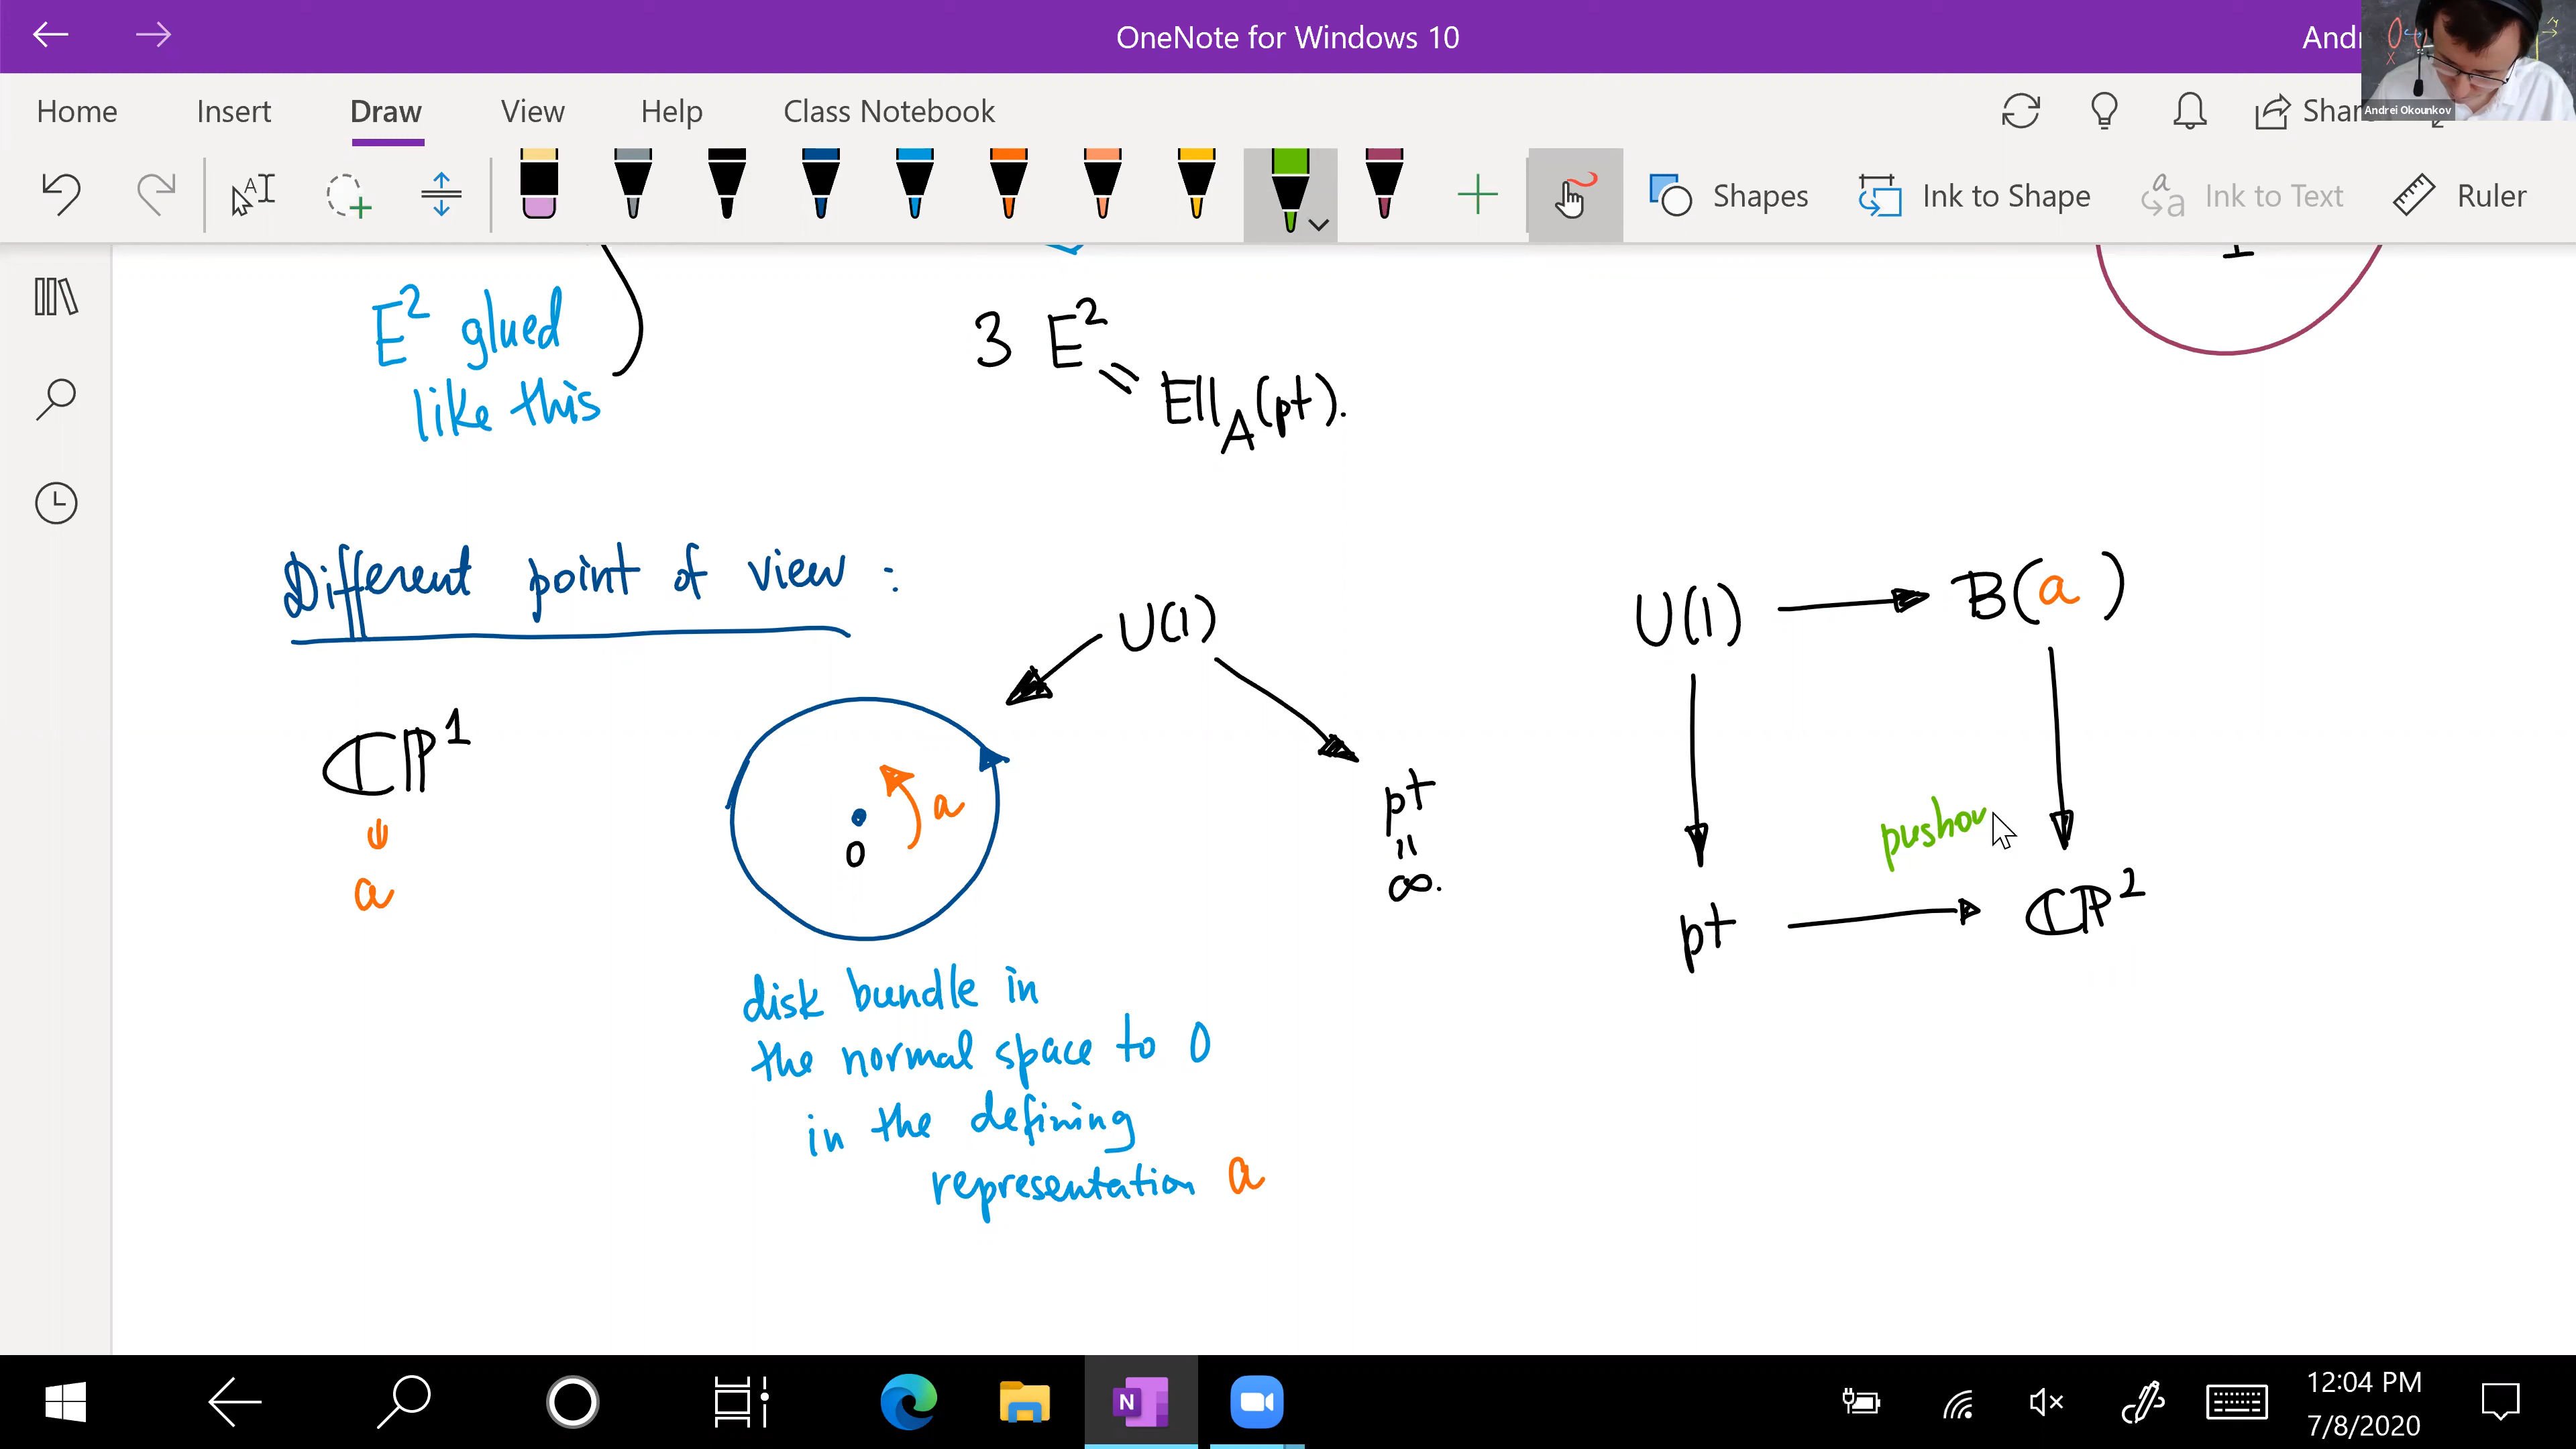 OneNote for Windows 10
Andr
Andrei Okounkov
Home Insert Draw View Help Class Notebook
Shar
Shapes Ink to Shape Ink to Text Ruler
E² glued
like this
3 E²
=
Ell_A(pt).
1
Different point of view :
ℂP¹
a
U(1)
a
0
pt
=
∞.
disk bundle in
the normal space to 0
in the defining
representation a
U(1) → B(a)
pushou
pt → ℂP²
12:04 PM
7/8/2020